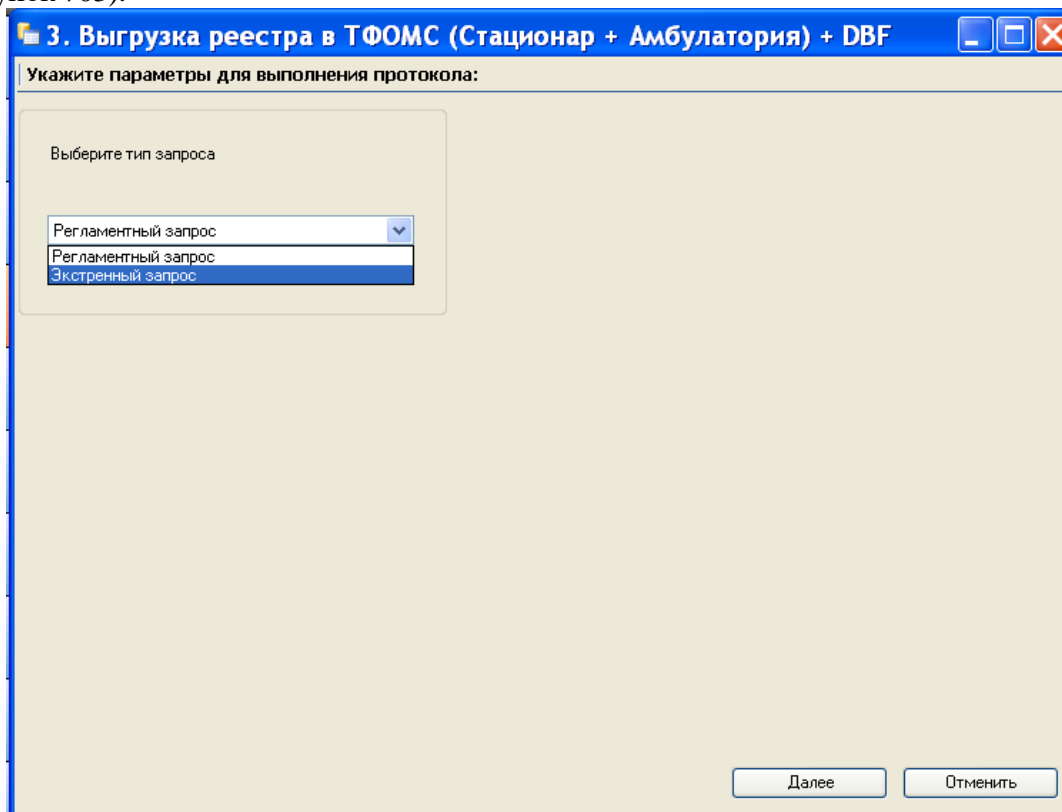 3. Выгрузка реестра в ТФОМС (Стационар + Амбулатория) + DBF
Укажите параметры для выполнения протокола:
Выберите тип запроса
Регламентный запрос
Регламентный запрос
Экстренный запрос
Далее
Отменить